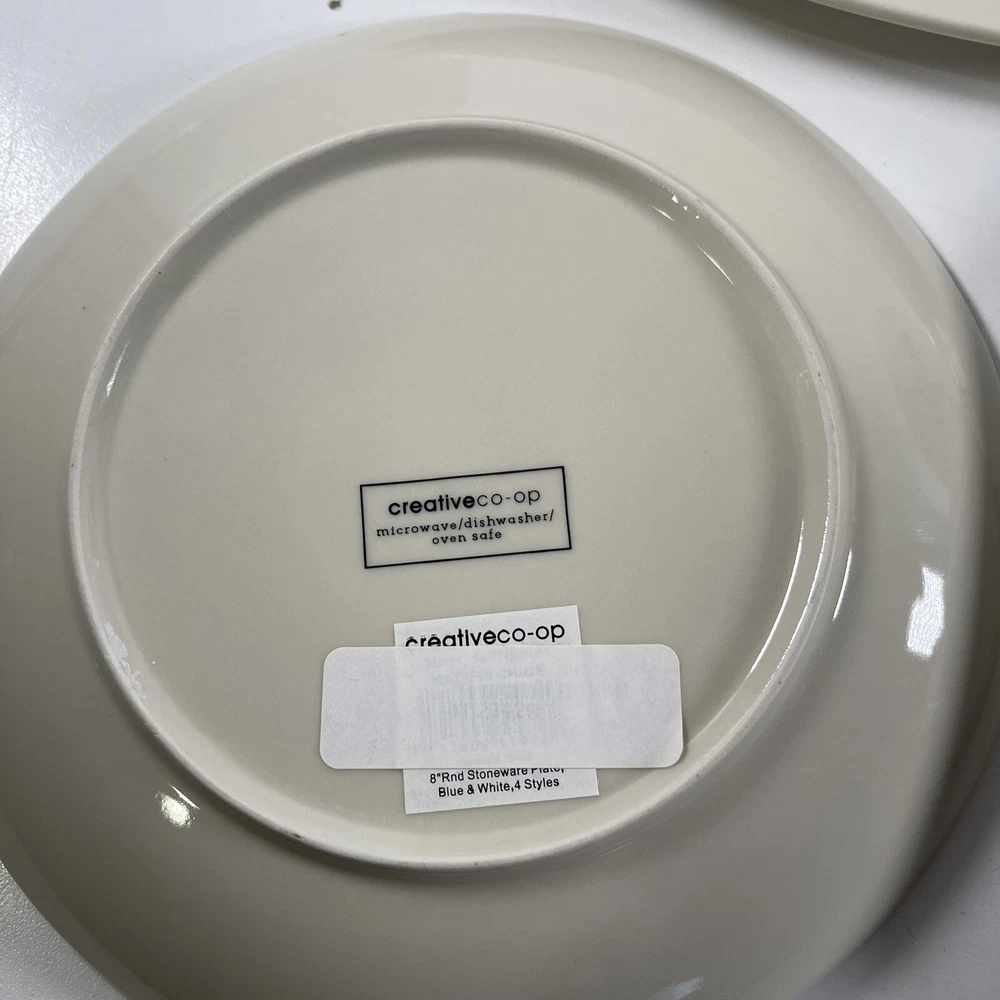 creativeco-op
microwave/dishwasher/
oven safe
creativeco-op
8"Rnd Stoneware Plate,
Blue & White,4 Styles